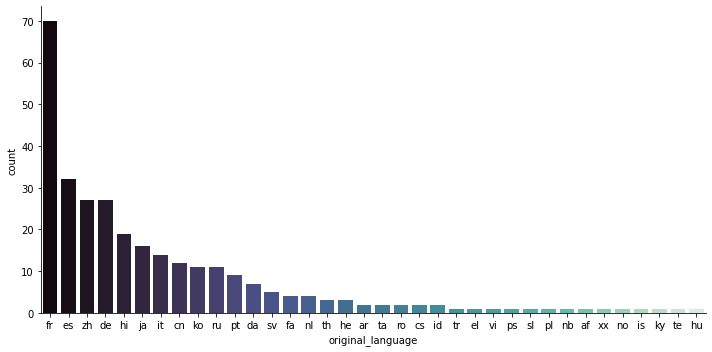 70
60
50
40
30
20
10
0
count
fr es zh de hi ja it cn ko ru pt da sv fa nl th he ar ta ro cs id tr el vi ps sl pl nb af xx no is ky te hu
original_language